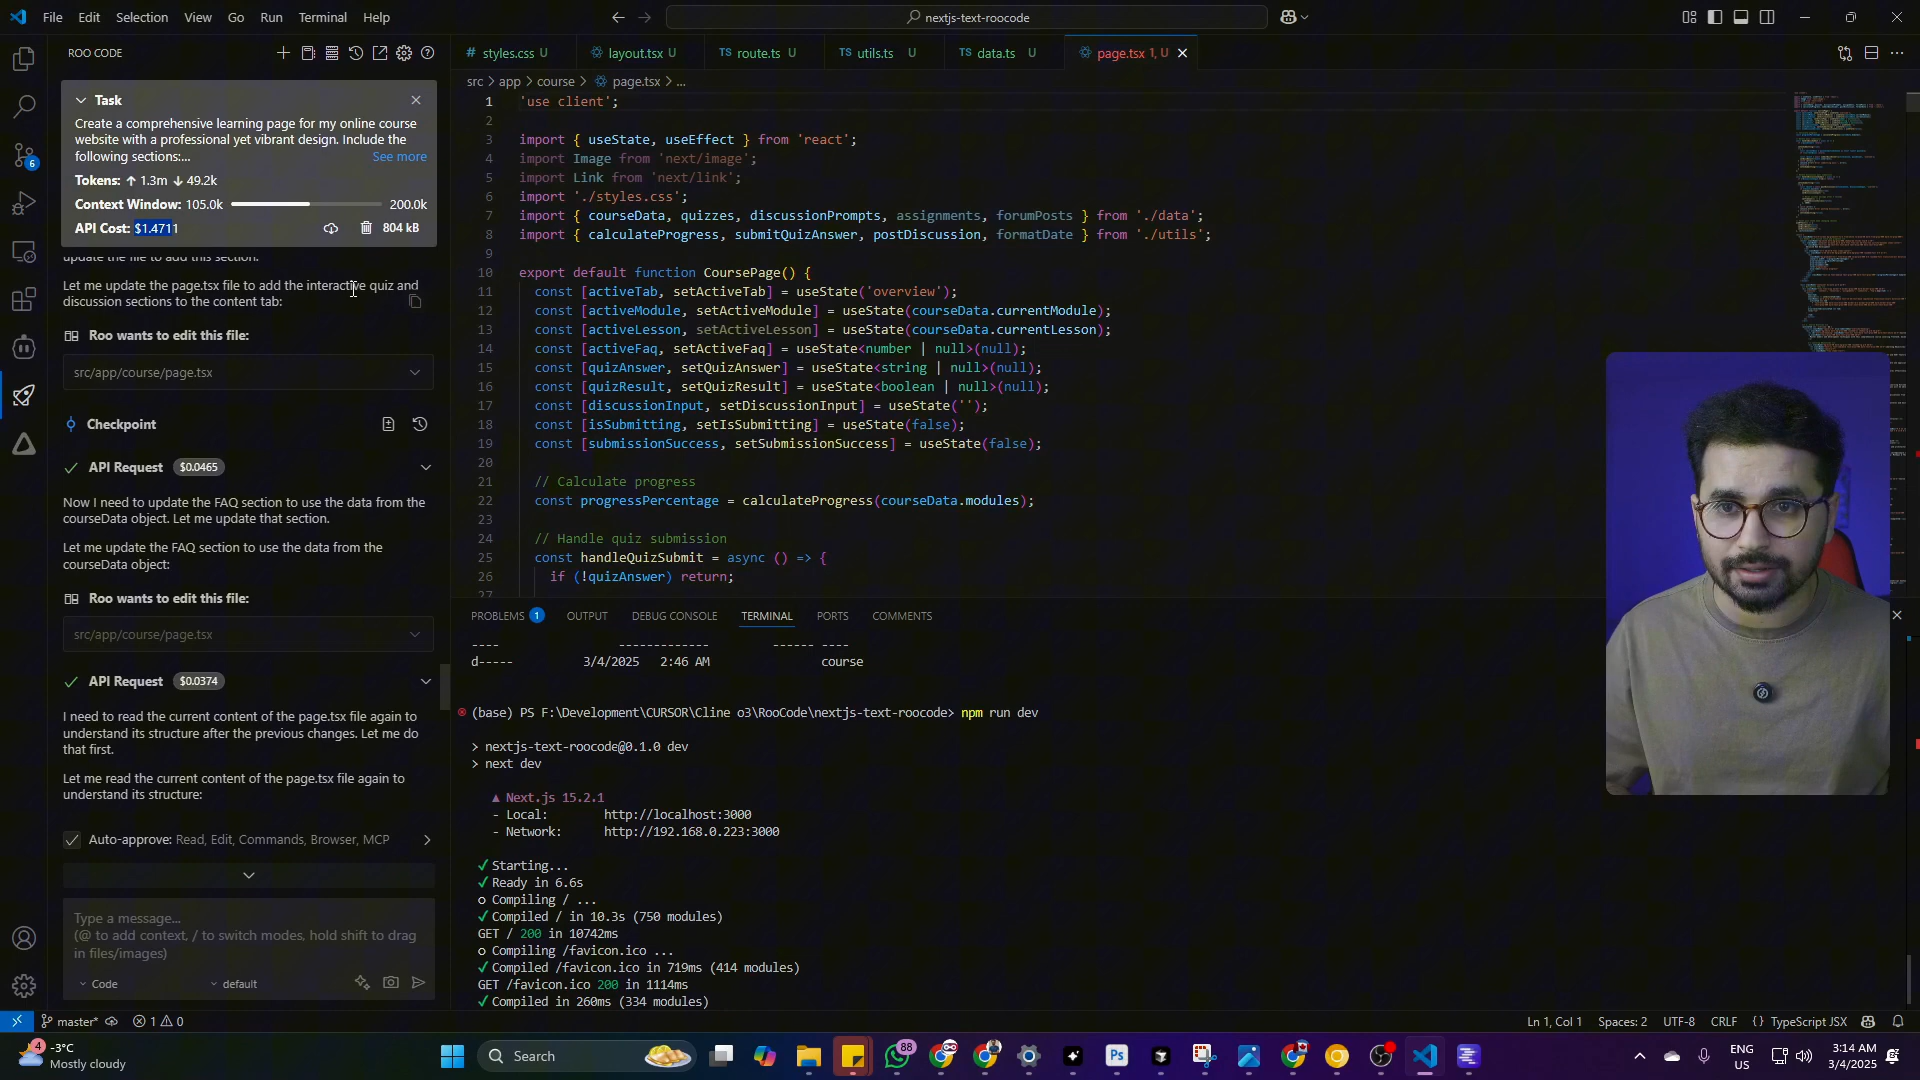 File Edit Selection View Go Run Terminal Help
nextjs-text-roocode
ROO CODE
Task
Create a comprehensive learning page for my online course
website with a professional yet vibrant design. Include the
following sections:... See more
Tokens: ↑ 1.3m ↓ 49.2k
Context Window: 105.0k 200.0k
API Cost: $1.4711 804 kB
update the file to add this section.
Let me update the page.tsx file to add the interactive quiz and
discussion sections to the content tab:
Roo wants to edit this file:
src/app/course/page.tsx
Checkpoint
API Request $0.0465
Now I need to update the FAQ section to use the data from the
courseData object. Let me update that section.
Let me update the FAQ section to use the data from the
courseData object:
Roo wants to edit this file:
src/app/course/page.tsx
API Request $0.0374
I need to read the current content of the page.tsx file again to
understand its structure after the previous changes. Let me do
that first.
Let me read the current content of the page.tsx file again to
understand its structure:
Auto-approve: Read, Edit, Commands, Browser, MCP
Type a message...
(@ to add context, / to switch modes, hold shift to drag
in files/images)
Code default
6
# styles.css U layout.tsx U TS route.ts U TS utils.ts U TS data.ts U page.tsx 1, U
src > app > course > page.tsx > ...
1 'use client';
2
3 import { useState, useEffect } from 'react';
4 import Image from 'next/image';
5 import Link from 'next/link';
6 import './styles.css';
7 import { courseData, quizzes, discussionPrompts, assignments, forumPosts } from './data';
8 import { calculateProgress, submitQuizAnswer, postDiscussion, formatDate } from './utils';
9
10 export default function CoursePage() {
11 const [activeTab, setActiveTab] = useState('overview');
12 const [activeModule, setActiveModule] = useState(courseData.currentModule);
13 const [activeLesson, setActiveLesson] = useState(courseData.currentLesson);
14 const [activeFaq, setActiveFaq] = useState<number | null>(null);
15 const [quizAnswer, setQuizAnswer] = useState<string | null>(null);
16 const [quizResult, setQuizResult] = useState<boolean | null>(null);
17 const [discussionInput, setDiscussionInput] = useState('');
18 const [isSubmitting, setIsSubmitting] = useState(false);
19 const [submissionSuccess, setSubmissionSuccess] = useState(false);
20
21 // Calculate progress
22 const progressPercentage = calculateProgress(courseData.modules);
23
24 // Handle quiz submission
25 const handleQuizSubmit = async () => {
26 if (!quizAnswer) return;
27
PROBLEMS 1 OUTPUT DEBUG CONSOLE TERMINAL PORTS COMMENTS
---- ------------- ------ ----
d----- 3/4/2025 2:46 AM course
(base) PS F:\Development\CURSOR\Cline o3\RooCode\nextjs-text-roocode> npm run dev
> nextjs-text-roocode@0.1.0 dev
> next dev
▲ Next.js 15.2.1
- Local: http://localhost:3000
- Network: http://192.168.0.223:3000
✓ Starting...
✓ Ready in 6.6s
○ Compiling / ...
✓ Compiled / in 10.3s (750 modules)
GET / 200 in 10742ms
○ Compiling /favicon.ico ...
✓ Compiled /favicon.ico in 719ms (414 modules)
GET /favicon.ico 200 in 1114ms
✓ Compiled in 260ms (334 modules)
master* 1 0
Ln 1, Col 1 Spaces: 2 UTF-8 CRLF { } TypeScript JSX
4
-3°C
Mostly cloudy
Search
88
Ps
ENG
US
3:14 AM
3/4/2025